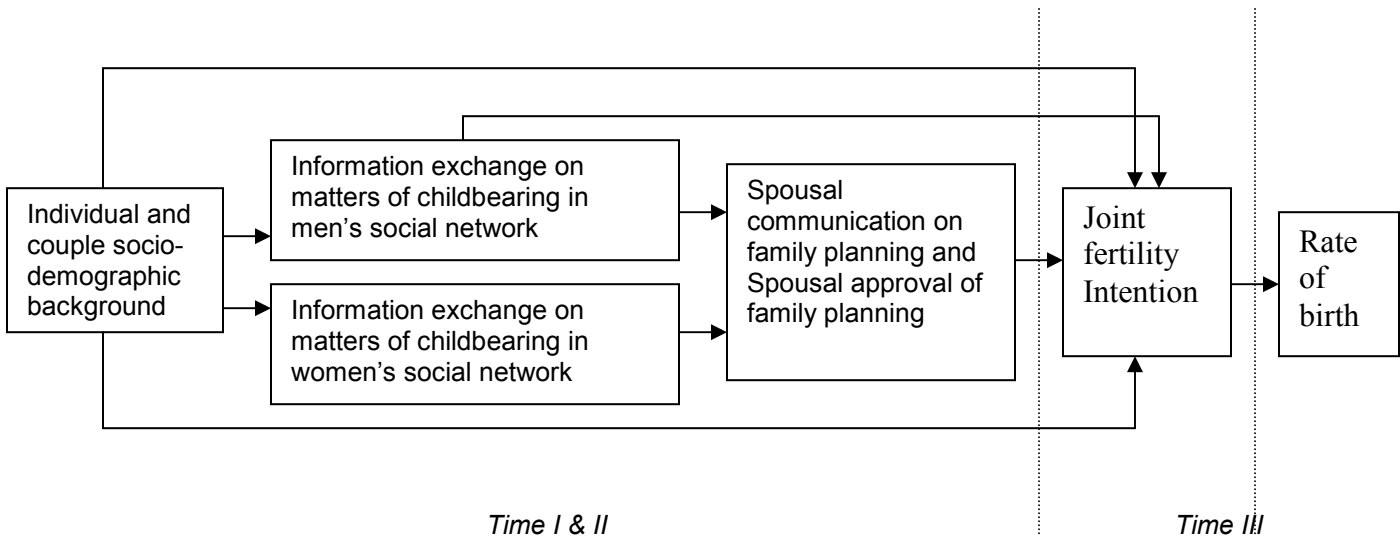 Individual and
couple socio-
demographic
background
Information exchange on
matters of childbearing in
men’s social network
Information exchange on
matters of childbearing in
women’s social network
Spousal
communication on
family planning and
Spousal approval of
family planning
Joint
fertility
Intention
Rate
of
birth
Time I & II
Time III